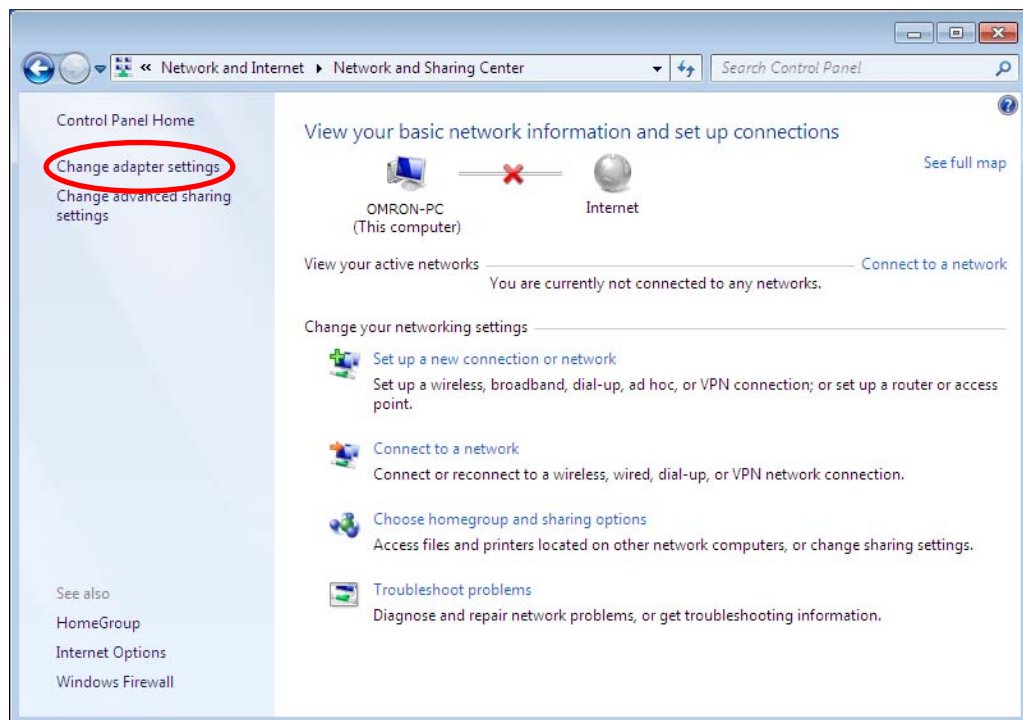 « Network and Internet ▸ Network and Sharing Center
Search Control Panel
Control Panel Home
Change adapter settings
Change advanced sharing
settings
View your basic network information and set up connections
See full map
OMRON-PC
(This computer)
Internet
View your active networks
Connect to a network
You are currently not connected to any networks.
Change your networking settings
Set up a new connection or network
Set up a wireless, broadband, dial-up, ad hoc, or VPN connection; or set up a router or access
point.
Connect to a network
Connect or reconnect to a wireless, wired, dial-up, or VPN network connection.
Choose homegroup and sharing options
Access files and printers located on other network computers, or change sharing settings.
Troubleshoot problems
Diagnose and repair network problems, or get troubleshooting information.
See also
HomeGroup
Internet Options
Windows Firewall